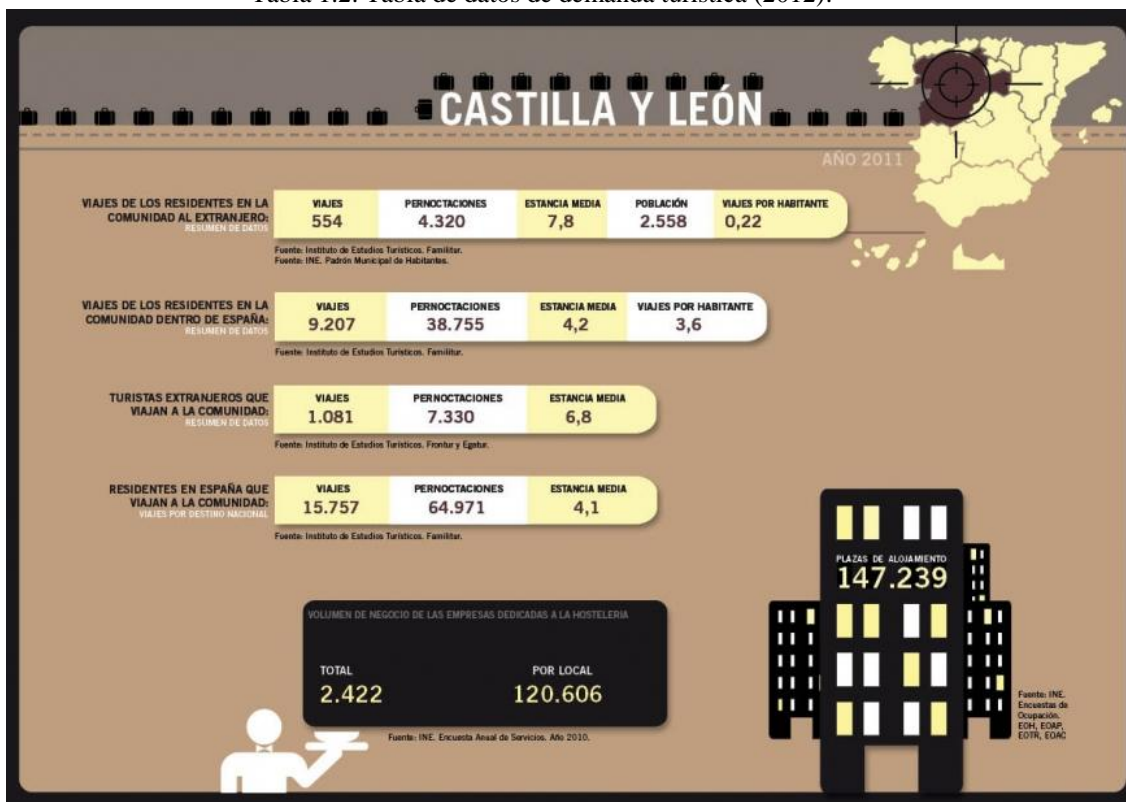 Tabla 1.2: Tabla de datos de demanda turística (2012).
CASTILLA Y LEÓN
AÑO 2011
VIAJES DE LOS RESIDENTES EN LA
COMUNIDAD AL EXTRANJERO:
RESUMEN DE DATOS
VIAJES PERNOCTACIONES ESTANCIA MEDIA POBLACIÓN VIAJES POR HABITANTE
554 4.320 7,8 2.558 0,22
Fuente: Instituto de Estudios Turísticos. Familitur.
Fuente: INE. Padrón Municipal de Habitantes.
VIAJES DE LOS RESIDENTES EN LA
COMUNIDAD DENTRO DE ESPAÑA:
RESUMEN DE DATOS
VIAJES PERNOCTACIONES ESTANCIA MEDIA VIAJES POR HABITANTE
9.207 38.755 4,2 3,6
Fuente: Instituto de Estudios Turísticos. Familitur.
TURISTAS EXTRANJEROS QUE
VIAJAN A LA COMUNIDAD:
RESUMEN DE DATOS
VIAJES PERNOCTACIONES ESTANCIA MEDIA
1.081 7.330 6,8
Fuente: Instituto de Estudios Turísticos. Frontur y Egatur.
RESIDENTES EN ESPAÑA QUE
VIAJAN A LA COMUNIDAD:
VIAJES POR DESTINO NACIONAL
VIAJES PERNOCTACIONES ESTANCIA MEDIA
15.757 64.971 4,1
Fuente: Instituto de Estudios Turísticos. Familitur.
PLAZAS DE ALOJAMIENTO
147.239
VOLUMEN DE NEGOCIO DE LAS EMPRESAS DEDICADAS A LA HOSTELERIA
TOTAL POR LOCAL
2.422 120.606
Fuente: INE. Encuesta Anual de Servicios. Año 2010.
Fuente: INE.
Encuestas de
Ocupación.
EOH, EOAP,
EOTR, EOAC